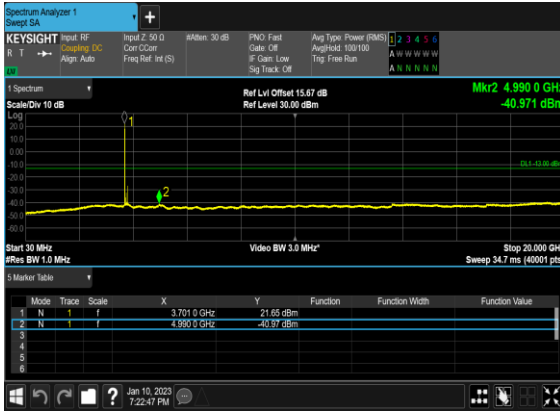 Spectrum Analyzer 1
Swept SA
+
KEYSIGHT Input: RF Input Z: 50 Ω #Atten: 30 dB PNO: Fast Avg Type: Power (RMS) 1 2 3 4 5 6
R T Coupling: DC Corr CCorr Gate: Off Avg|Hold: 100/100 A W W W W W
Align: Auto Freq Ref: Int (S) IF Gain: Low Trig: Free Run
Sig Track: Off A N N N N N
1 Spectrum Ref Lvl Offset 15.67 dB Mkr2 4.990 0 GHz
Scale/Div 10 dB Ref Level 30.00 dBm -40.971 dBm
Log
20.0
10.0
0.00
-10.0
-20.0
-30.0
-40.0
-50.0
-60.0
1
2
DL1 -13.00 dBm
Start 30 MHz Video BW 3.0 MHz* Stop 20.000 GHz
#Res BW 1.0 MHz Sweep 34.7 ms (40001 pts)
5 Marker Table
Mode Trace Scale X Y Function Function Width Function Value
1 N 1 f 3.701 0 GHz 21.65 dBm
2 N 1 f 4.990 0 GHz -40.97 dBm
3
4
5
6
? Jan 10, 2023
7:22:47 PM